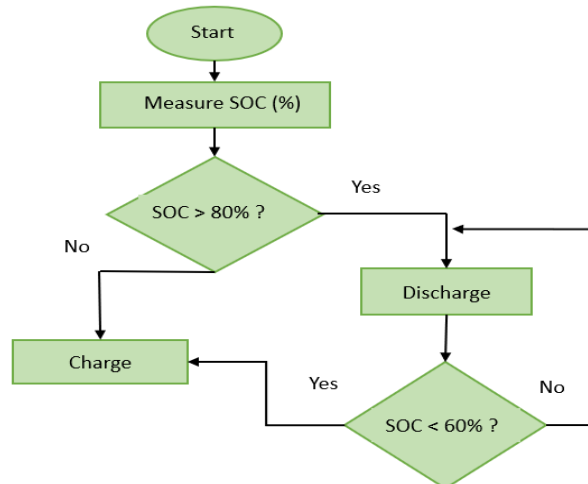 Start
Measure SOC (%)
SOC > 80% ?
Yes
No
Discharge
Charge
Yes
SOC < 60% ?
No